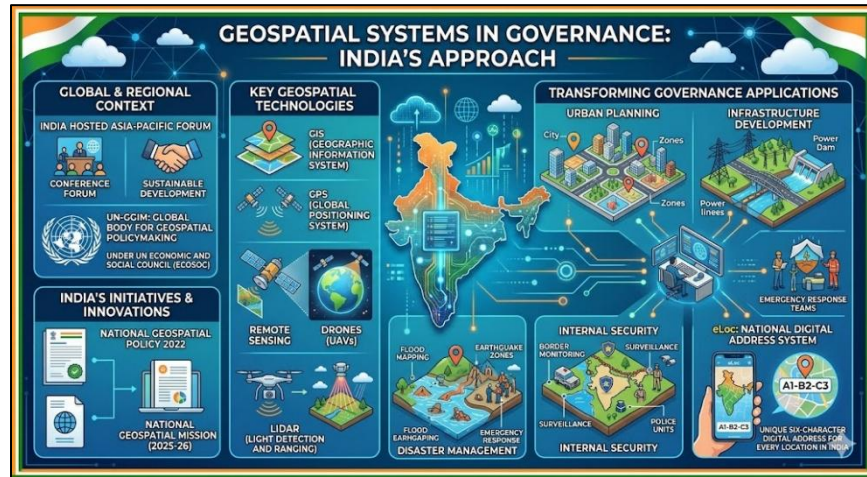 GEOSPATIAL SYSTEMS IN GOVERNANCE:
INDIA'S APPROACH
GLOBAL & REGIONAL
CONTEXT
INDIA HOSTED ASIA-PACIFIC FORUM
CONFERENCE
FORUM
SUSTAINABLE
DEVELOPMENT
UN-GGIM: GLOBAL
BODY FOR GEOSPATIAL
POLICYMAKING
UNDER UN ECONOMIC AND
SOCIAL COUNCIL (ECOSOC)
INDIA'S INITIATIVES &
INNOVATIONS
NATIONAL GEOSPATIAL
POLICY 2022
NATIONAL
GEOSPATIAL MISSION
(2025-26)
KEY GEOSPATIAL
TECHNOLOGIES
GIS
(GEOGRAPHIC
INFORMATION
SYSTEM)
GPS
(GLOBAL
POSITIONING
SYSTEM)
REMOTE
SENSING
DRONES
(UAVs)
LIDAR
(LIGHT DETECTION
AND RANGING)
FLOOD
MAPPING
EARTHQUAKE
ZONES
FLOOD
EARHGAPING
EMERGENCY
RESPONSE
DISASTER MANAGEMENT
TRANSFORMING GOVERNANCE APPLICATIONS
URBAN PLANNING
City
Zones
Zones
INFRASTRUCTURE
DEVELOPMENT
Power
Dam
Power
linees
EMERGENCY RESPONSE
TEAMS
INTERNAL SECURITY
BORDER
MONITORING
SURVEILLANCE
SURVEILLANCE
POLICE
UNITS
INTERNAL SECURITY
eLoc: NATIONAL DIGITAL
ADDRESS SYSTEM
A1-B2-C3
A1-B2-C3
UNIQUE SIX-CHARACTER
DIGITAL ADDRESS FOR
EVERY LOCATION IN INDIA